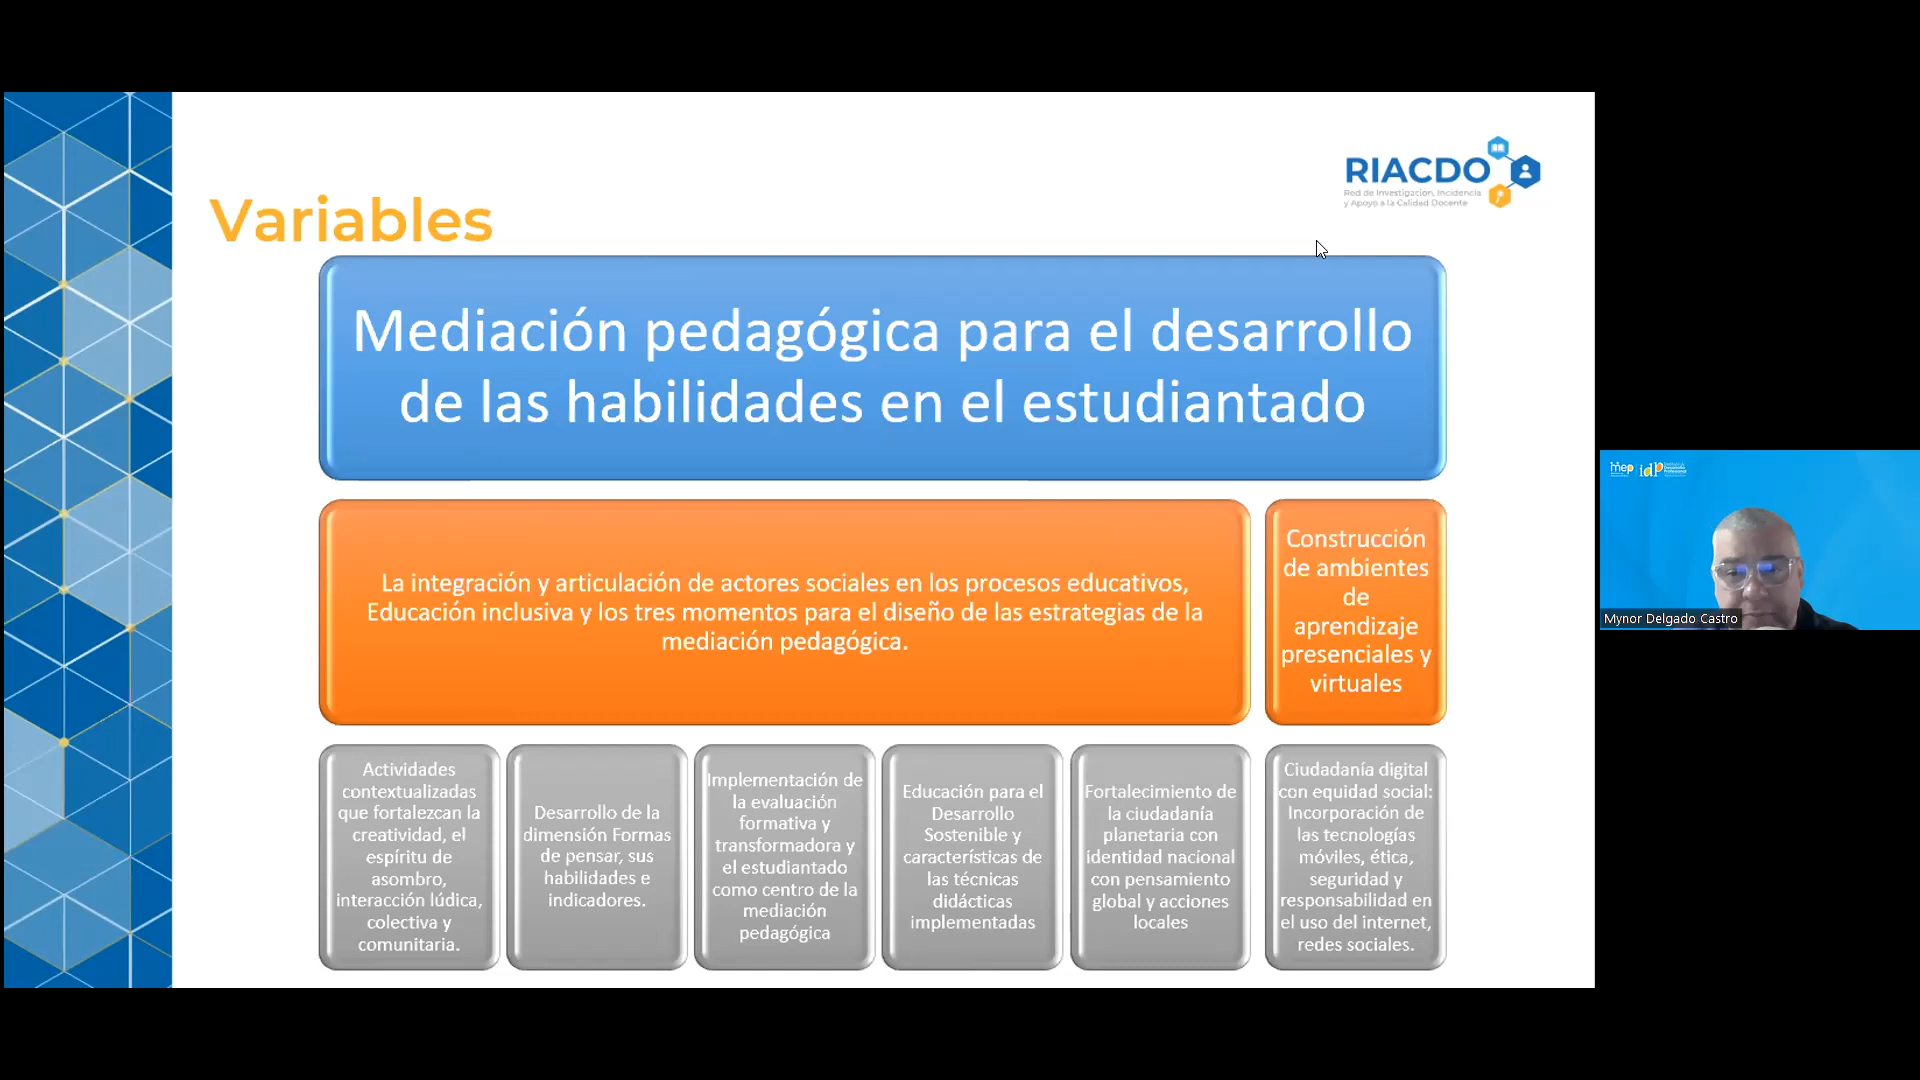 RIACDO
Red de Investigación, Incidencia
y Apoyo a la Calidad Docente
Variables
Mediación pedagógica para el desarrollo
de las habilidades en el estudiantado
La integración y articulación de actores sociales en los procesos educativos,
Educación inclusiva y los tres momentos para el diseño de las estrategias de la
mediación pedagógica.
Construcción
de ambientes
de
aprendizaje
presenciales y
virtuales
Actividades
contextualizadas
que fortalezcan la
creatividad, el
espíritu de
asombro,
interacción lúdica,
colectiva y
comunitaria.
Desarrollo de la
dimensión Formas
de pensar, sus
habilidades e
indicadores.
Implementación de
la evaluación
formativa y
transformadora y
el estudiantado
como centro de la
mediación
pedagógica
Educación para el
Desarrollo
Sostenible y
características de
las técnicas
didácticas
implementadas
Fortalecimiento de
la ciudadanía
planetaria con
identidad nacional
con pensamiento
global y acciones
locales
Ciudadanía digital
con equidad social:
Incorporación de
las tecnologías
móviles, ética,
seguridad y
responsabilidad en
el uso del internet,
redes sociales.
mep idp
Mynor Delgado Castro